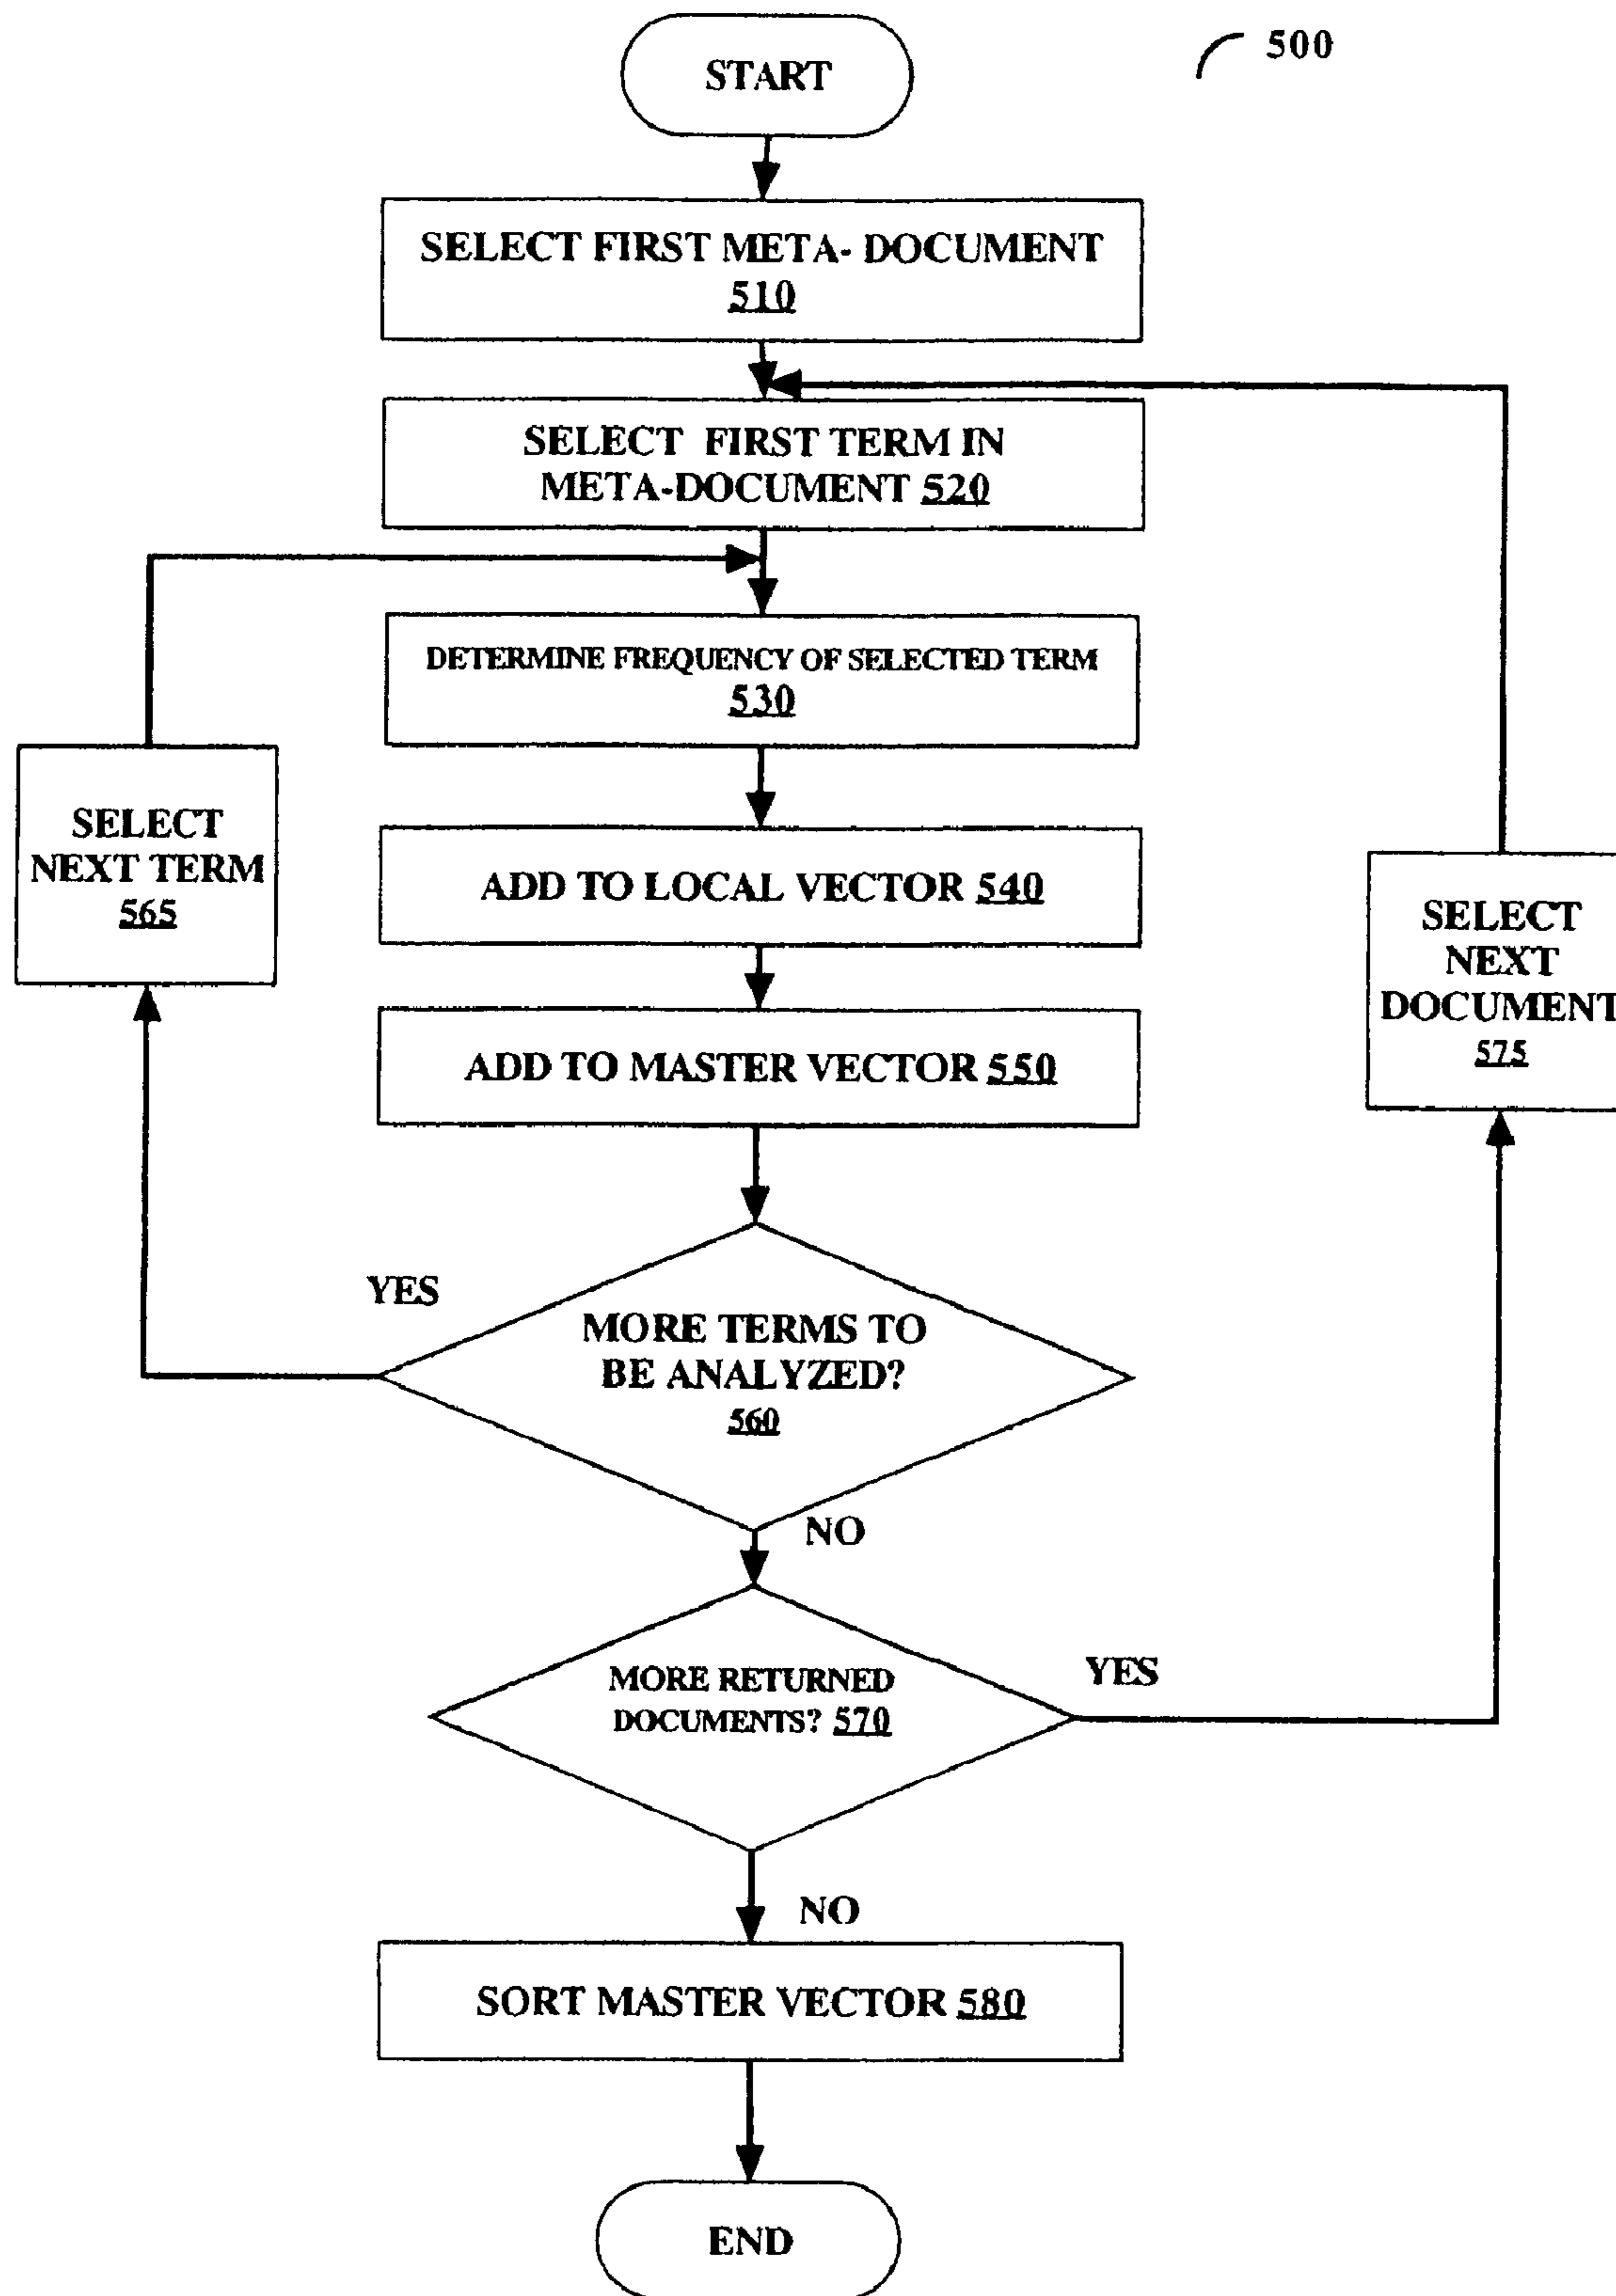 START
500
SELECT FIRST META- DOCUMENT
510
SELECT FIRST TERM IN
META-DOCUMENT 520
DETERMINE FREQUENCY OF SELECTED TERM
530
SELECT
NEXT TERM
565
ADD TO LOCAL VECTOR 540
SELECT
NEXT
DOCUMENT
575
ADD TO MASTER VECTOR 550
YES
MORE TERMS TO
BE ANALYZED?
560
NO
MORE RETURNED
DOCUMENTS? 570
YES
NO
SORT MASTER VECTOR 580
END